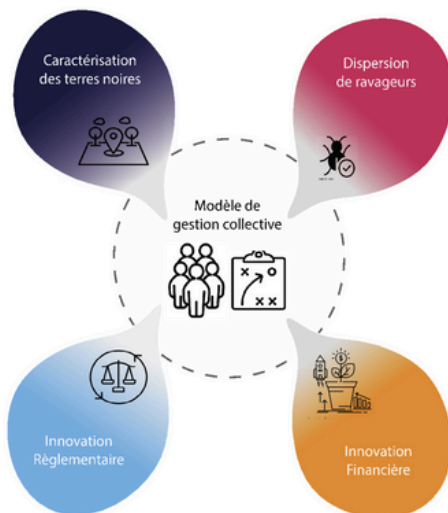 Caractérisation
des terres noires
Dispersion
de ravageurs
Modèle de
gestion collective
Innovation
Règlementaire
Innovation
Financière